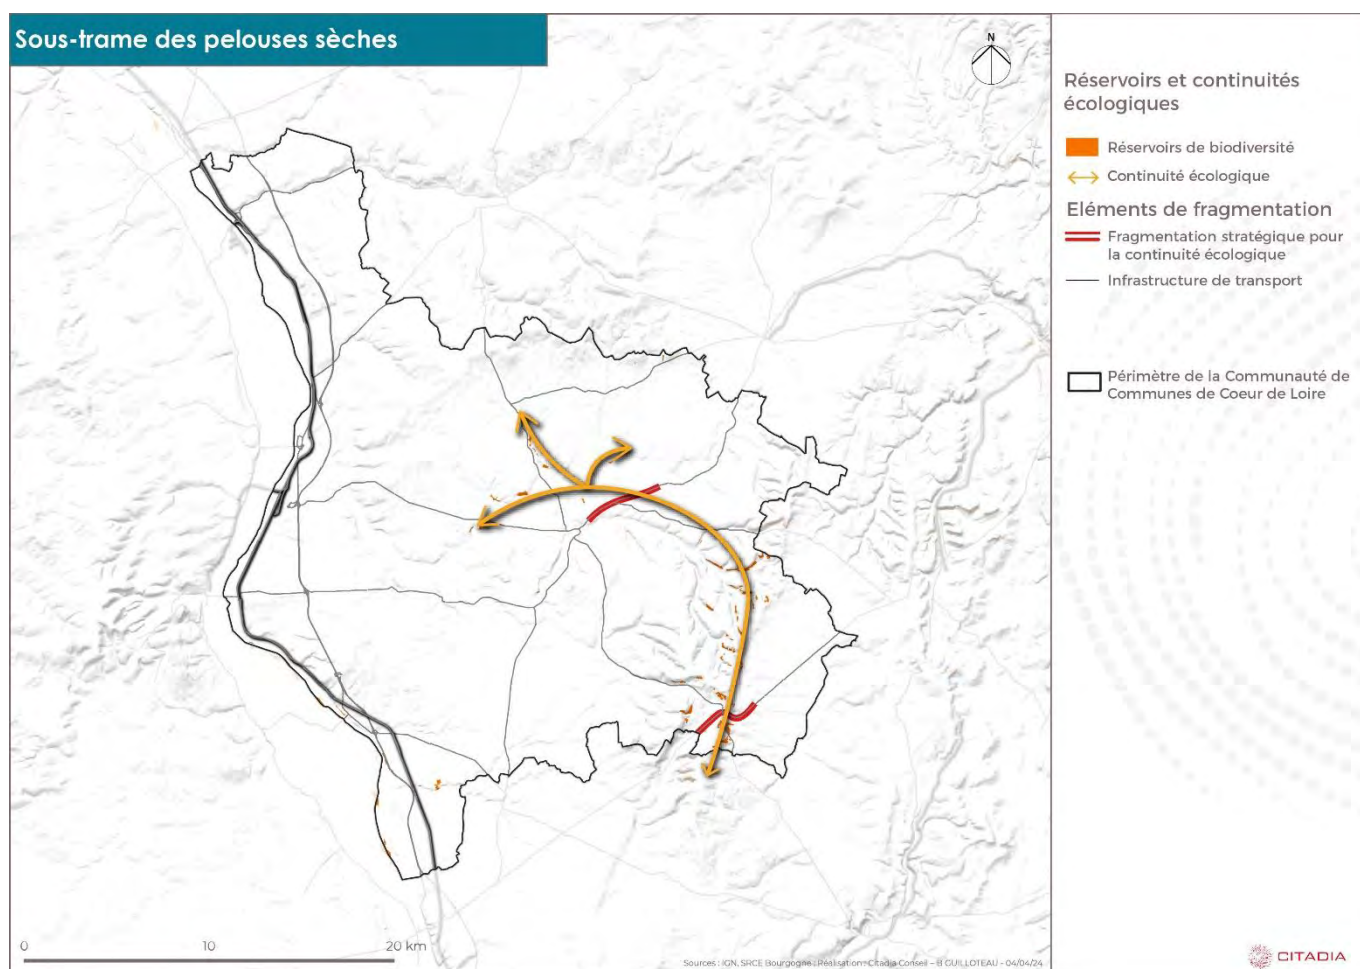 Sous-trame des pelouses sèches
N
Réservoirs et continuités
écologiques
Réservoirs de biodiversité
Continuité écologique
Eléments de fragmentation
Fragmentation stratégique pour
la continuité écologique
Infrastructure de transport
Périmètre de la Communauté de
Communes de Coeur de Loire
0 10 20 km
Sources : IGN, SRCE Bourgogne ; Réalisation : Citadia Conseil – B GUILLOTEAU - 04/04/24
CITADIA